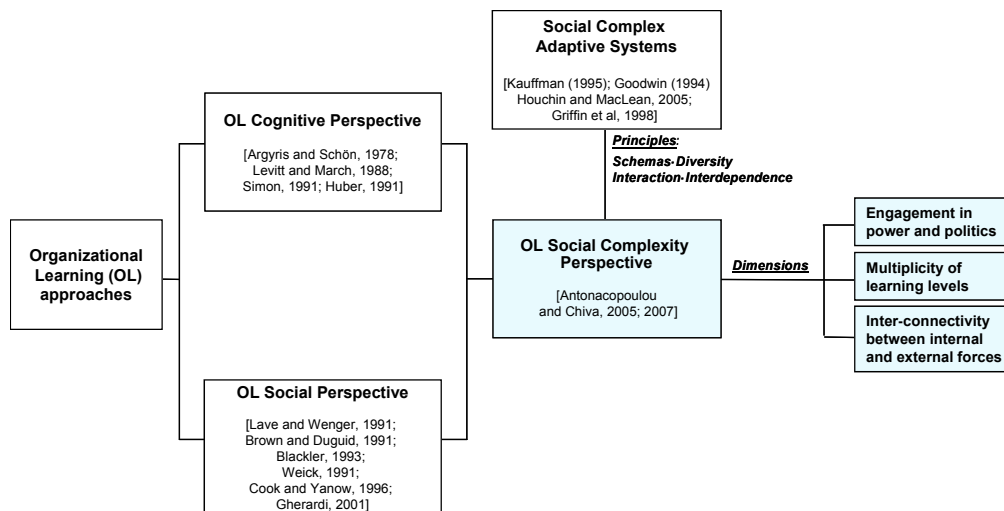 Social Complex
Adaptive Systems
[Kauffman (1995); Goodwin (1994)
Houchin and MacLean, 2005;
Griffin et al, 1998]
OL Cognitive Perspective
[Argyris and Schön, 1978;
Levitt and March, 1988;
Simon, 1991; Huber, 1991]
Principles:
Schemas-Diversity
Interaction-Interdependence
Organizational
Learning (OL)
approaches
OL Social Complexity
Perspective
[Antonacopoulou
and Chiva, 2005; 2007]
Dimensions
Engagement in
power and politics
Multiplicity of
learning levels
Inter-connectivity
between internal
and external forces
OL Social Perspective
[Lave and Wenger, 1991;
Brown and Duguid, 1991;
Blackler, 1993;
Weick, 1991;
Cook and Yanow, 1996;
Gherardi, 2001]